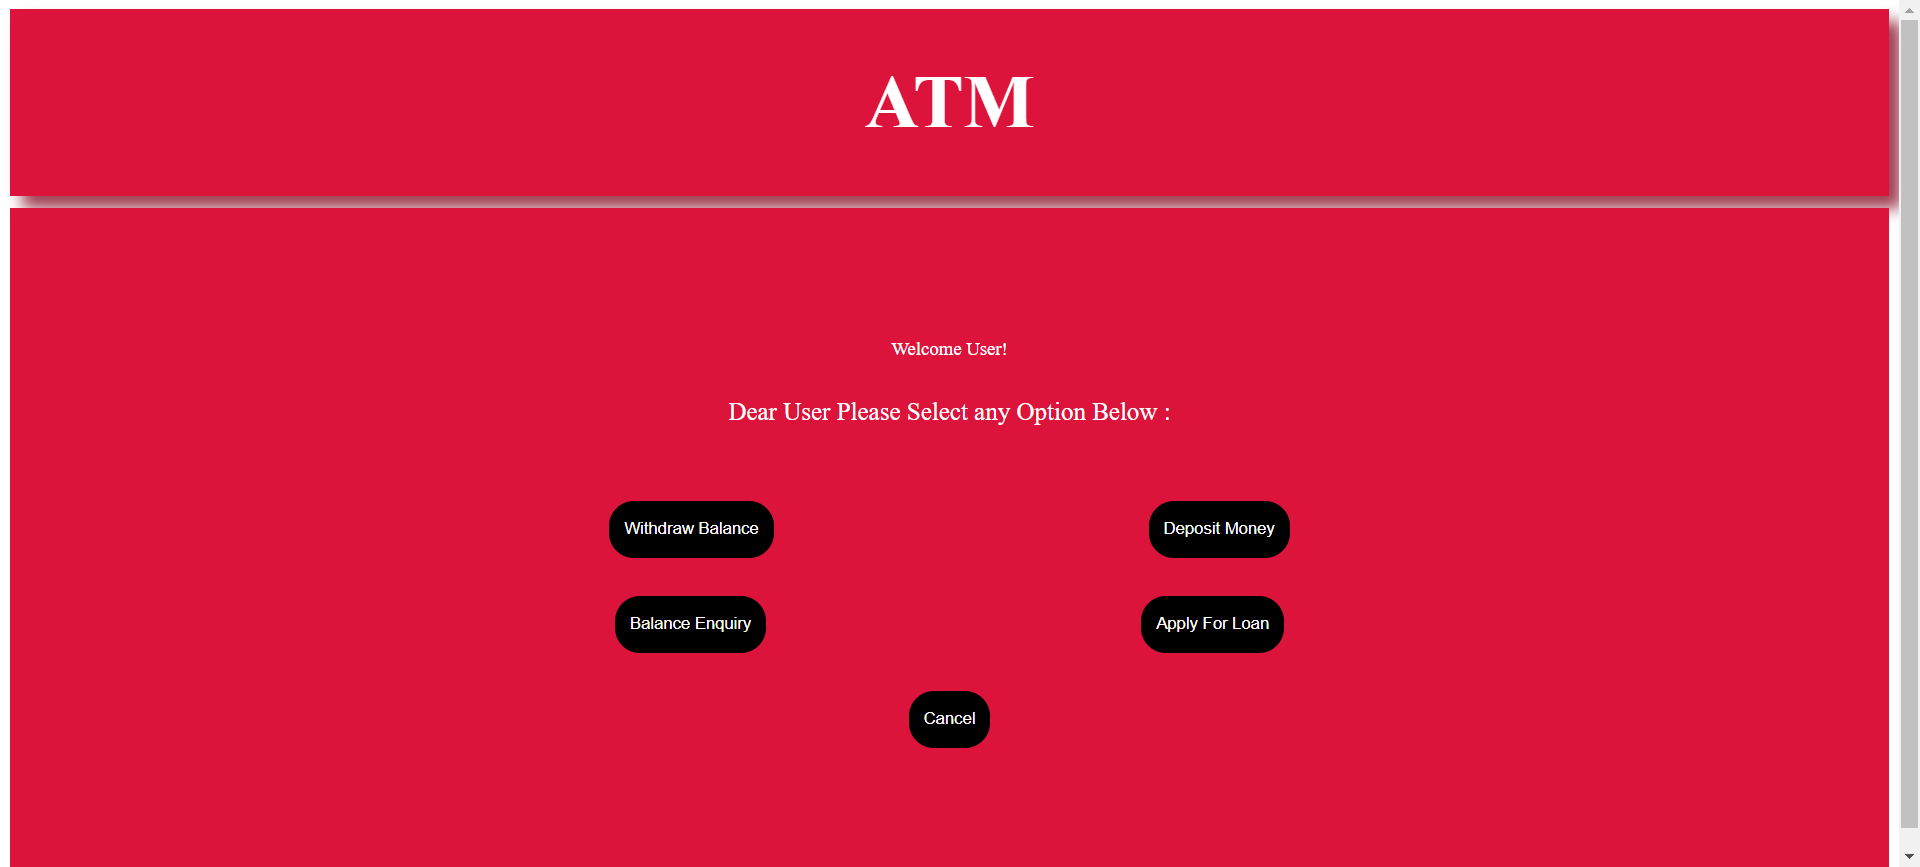 ATM
Welcome User!
Dear User Please Select any Option Below :
Withdraw Balance
Deposit Money
Balance Enquiry
Apply For Loan
Cancel